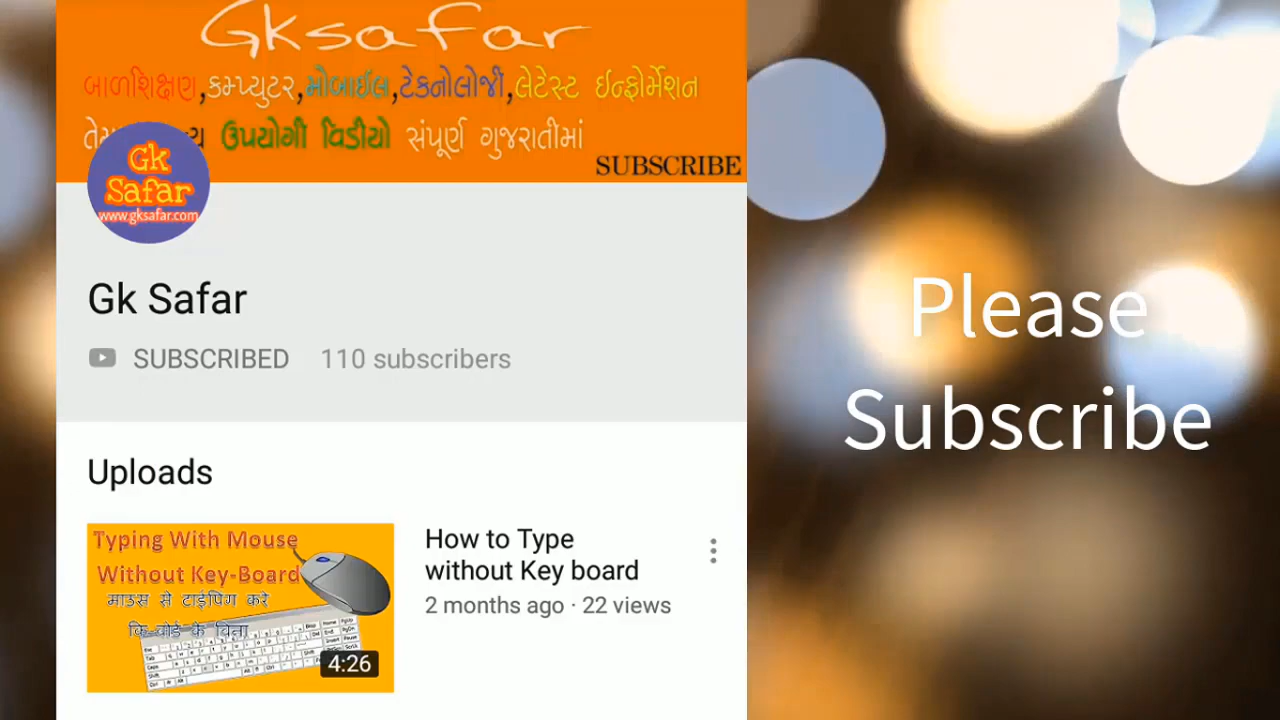 Gksafar
બાળશિક્ષણ,કમ્પ્યુટર,મોબાઈલ,ટેકનોલોજી,લેટેસ્ટ ઈન્ફોર્મેશન
ઉપયોગી વિડીયો સંપૂર્ણ ગુજરાતીમાં
SUBSCRIBE
Gk
Safar
www.gksafar.com
Gk Safar
SUBSCRIBED 110 subscribers
Uploads
Typing With Mouse
Without Key-Board
माउस से टाईपिग करे
कि-बोर्ड के बिना
4:26
How to Type
without Key board
2 months ago · 22 views
Please
Subscribe